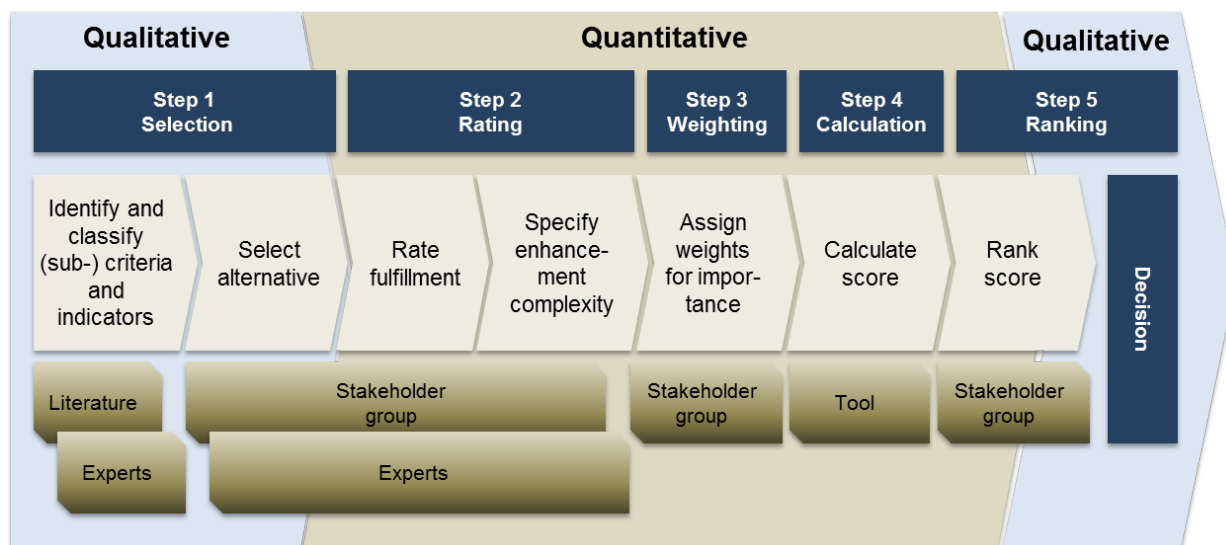 Qualitative
Quantitative
Qualitative
Step 1
Selection
Step 2
Rating
Step 3
Weighting
Step 4
Calculation
Step 5
Ranking
Identify and
classify
(sub-) criteria
and
indicators
Select
alternative
Rate
fulfillment
Specify
enhance-
ment
complexity
Assign
weights
for impor-
tance
Calculate
score
Rank
score
Decision
Literature
Stakeholder
group
Stakeholder
group
Tool
Stakeholder
group
Experts
Experts